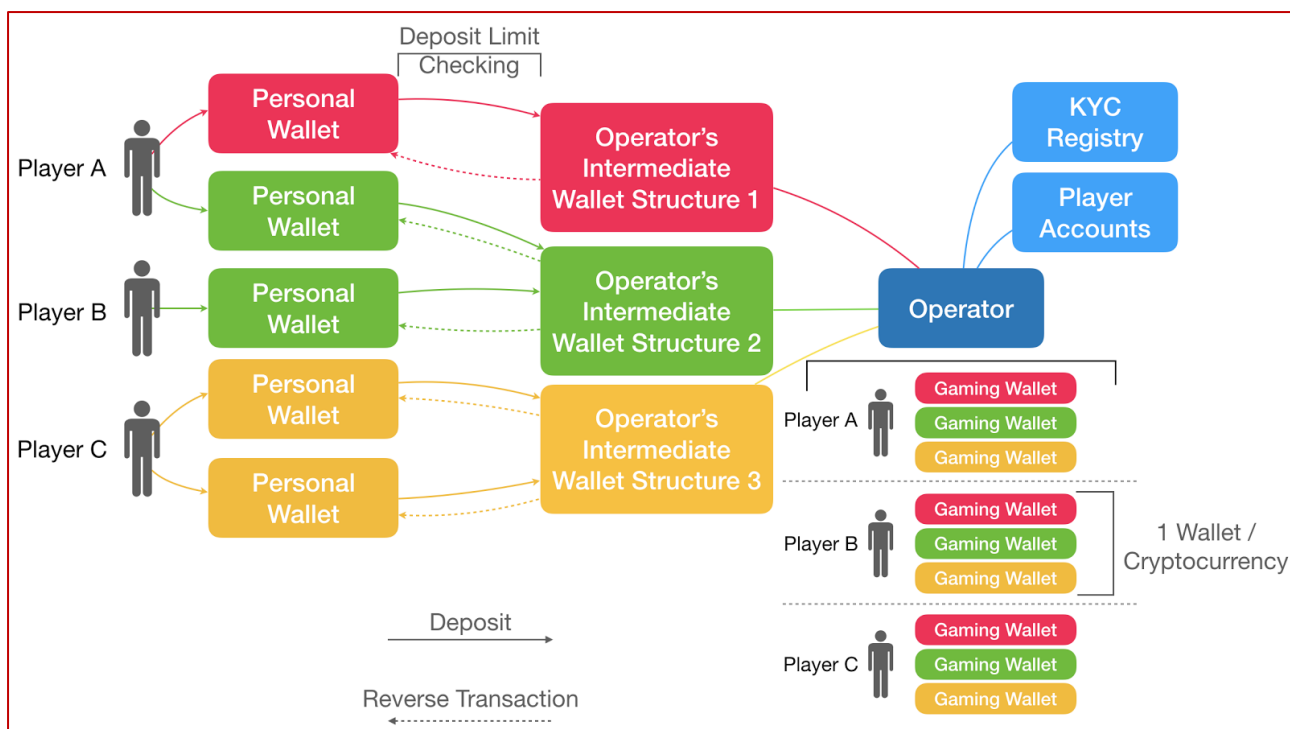 Deposit Limit
Checking
Player A
Personal
Wallet
Personal
Wallet
Player B
Personal
Wallet
Player C
Personal
Wallet
Personal
Wallet
Operator's
Intermediate
Wallet Structure 1
Operator's
Intermediate
Wallet Structure 2
Operator's
Intermediate
Wallet Structure 3
KYC
Registry
Player
Accounts
Operator
Player A
Gaming Wallet
Gaming Wallet
Gaming Wallet
Player B
Gaming Wallet
Gaming Wallet
Gaming Wallet
1 Wallet /
Cryptocurrency
Player C
Gaming Wallet
Gaming Wallet
Gaming Wallet
Deposit
Reverse Transaction